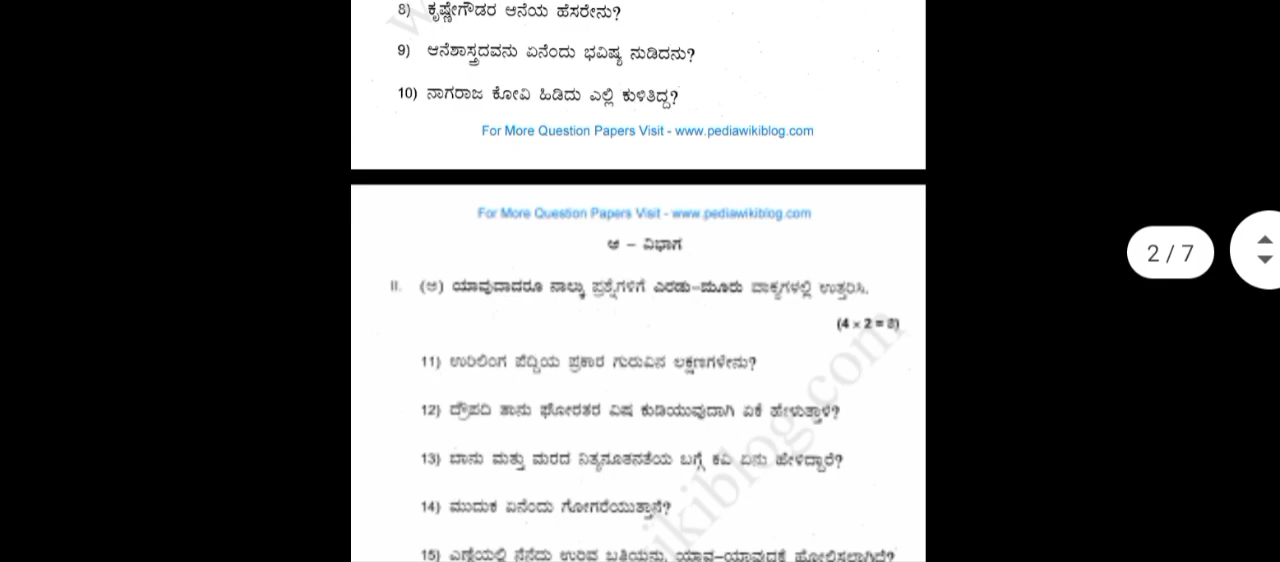 8) ಕೃಷ್ಣೇಗೌಡರ ಆನೆಯ ಹೆಸರೇನು?
9) ಆನೆಶಾಸ್ತ್ರದವನು ಏನೆಂದು ಭವಿಷ್ಯ ನುಡಿದನು?
10) ನಾಗರಾಜ ಕೋವಿ ಹಿಡಿದು ಎಲ್ಲಿ ಕುಳಿತಿದ್ದ?
For More Question Papers Visit - www.pediawikiblog.com
For More Question Papers Visit - www.pediawikiblog.com
ಆ – ವಿಭಾಗ
2 / 7
II. (ಅ) ಯಾವುದಾದರೂ ನಾಲ್ಕು ಪ್ರಶ್ನೆಗಳಿಗೆ ಎರಡು–ಮೂರು ವಾಕ್ಯಗಳಲ್ಲಿ ಉತ್ತರಿಸಿ.
(4 × 2 = 8)
11) ಉರಿಲಿಂಗ ಪೆದ್ದಿಯ ಪ್ರಕಾರ ಗುರುವಿನ ಲಕ್ಷಣಗಳೇನು?
12) ದ್ರೌಪದಿ ತಾನು ಘೋರತರ ವಿಷ ಕುಡಿಯುವುದಾಗಿ ಏಕೆ ಹೇಳುತ್ತಾಳೆ?
13) ಬಾನು ಮತ್ತು ಮರದ ನಿತ್ಯನೂತನತೆಯ ಬಗ್ಗೆ ಕವಿ ಏನು ಹೇಳಿದ್ದಾರೆ?
14) ಮುದುಕ ಏನೆಂದು ಗೋಗರೆಯುತ್ತಾನೆ?
15) ಎಣ್ಣೆಯಲ್ಲಿ ನೆನೆದು ಉರಿವ ಬತ್ತಿಯನ್ನು ಯಾವ–ಯಾವುದಕ್ಕೆ ಹೋಲಿಸಲಾಗಿದೆ?
ikiblog.com